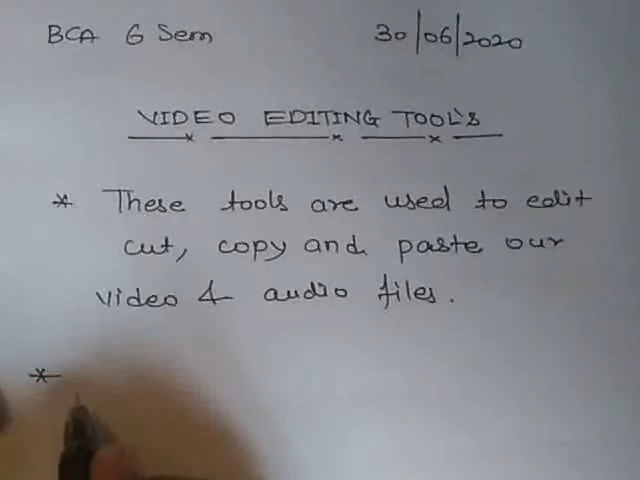 BCA 6 Sem 30/06/2020
VIDEO EDITING TOOL'S
* These tools are used to edit
cut, copy and paste our
video & audio files.
*